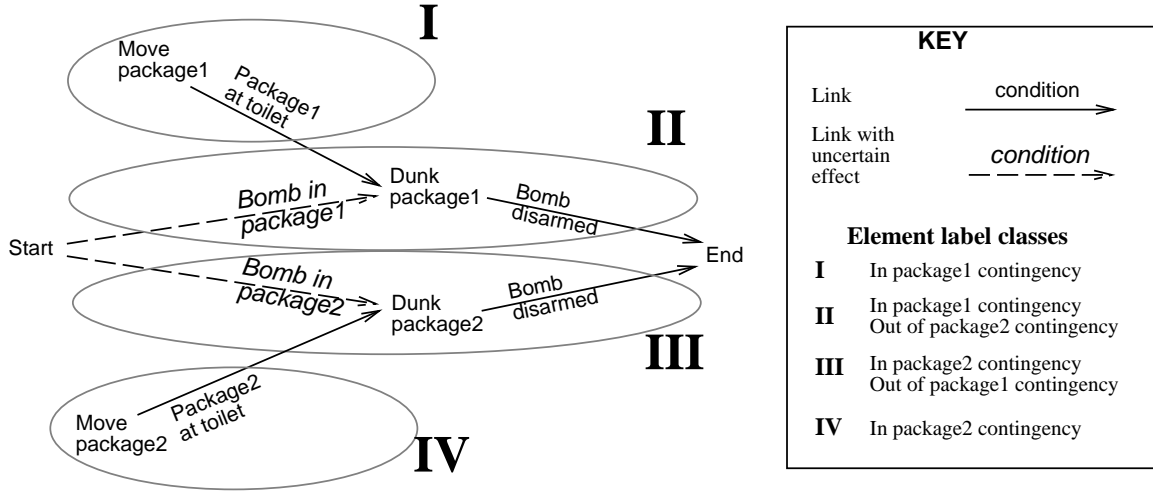 I
Move
package1
Package1
at toilet
II
Dunk
package1
Bomb in
package1
Bomb
disarmed
Start
End
Bomb in
package2
Dunk
package2
Bomb
disarmed
III
Package2
at toilet
Move
package2
IV
KEY
Link
condition
Link with
uncertain
effect
condition
Element label classes
I In package1 contingency
II In package1 contingency
Out of package2 contingency
III In package2 contingency
Out of package1 contingency
IV In package2 contingency